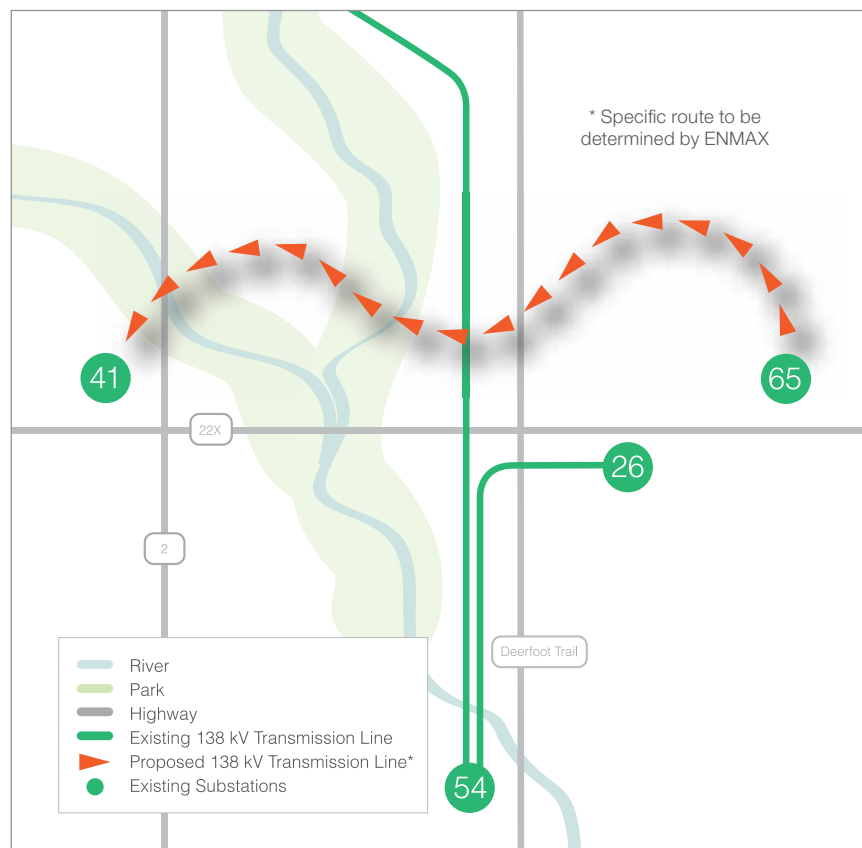 * Specific route to be
determined by ENMAX
41
65
22X
26
2
Deerfoot Trail
River
Park
Highway
Existing 138 kV Transmission Line
Proposed 138 kV Transmission Line*
Existing Substations
54